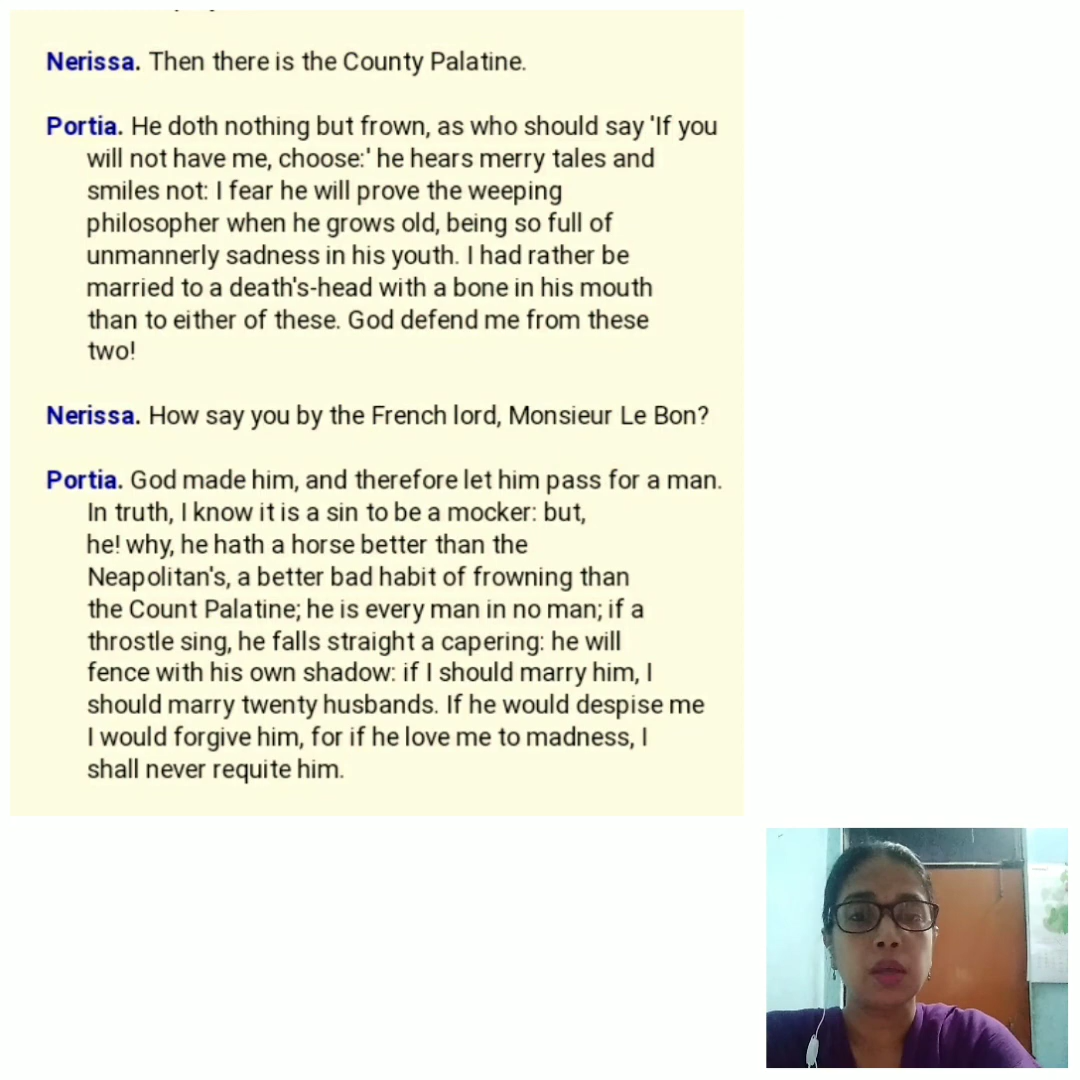 Nerissa. Then there is the County Palatine.
Portia. He doth nothing but frown, as who should say 'If you
will not have me, choose:' he hears merry tales and
smiles not: I fear he will prove the weeping
philosopher when he grows old, being so full of
unmannerly sadness in his youth. I had rather be
married to a death's-head with a bone in his mouth
than to either of these. God defend me from these
two!
Nerissa. How say you by the French lord, Monsieur Le Bon?
Portia. God made him, and therefore let him pass for a man.
In truth, I know it is a sin to be a mocker: but,
he! why, he hath a horse better than the
Neapolitan's, a better bad habit of frowning than
the Count Palatine; he is every man in no man; if a
throstle sing, he falls straight a capering: he will
fence with his own shadow: if I should marry him, I
should marry twenty husbands. If he would despise me
I would forgive him, for if he love me to madness, I
shall never requite him.